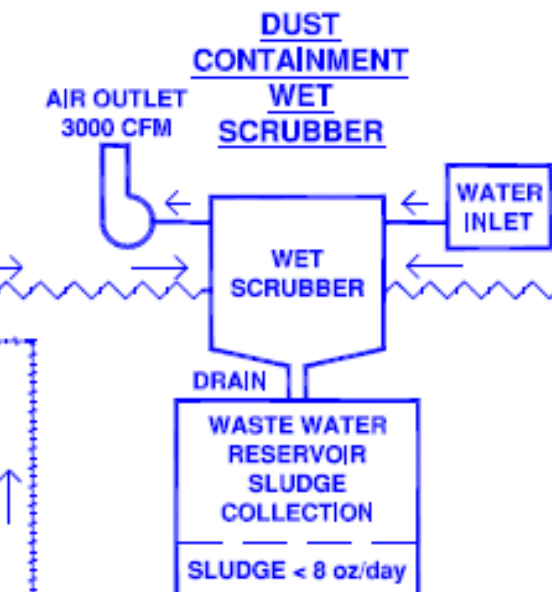 DUST
CONTAINMENT
WET
SCRUBBER
AIR OUTLET
3000 CFM
WATER
INLET
WET
SCRUBBER
DRAIN
WASTE WATER
RESERVOIR
SLUDGE
COLLECTION
SLUDGE < 8 oz/day